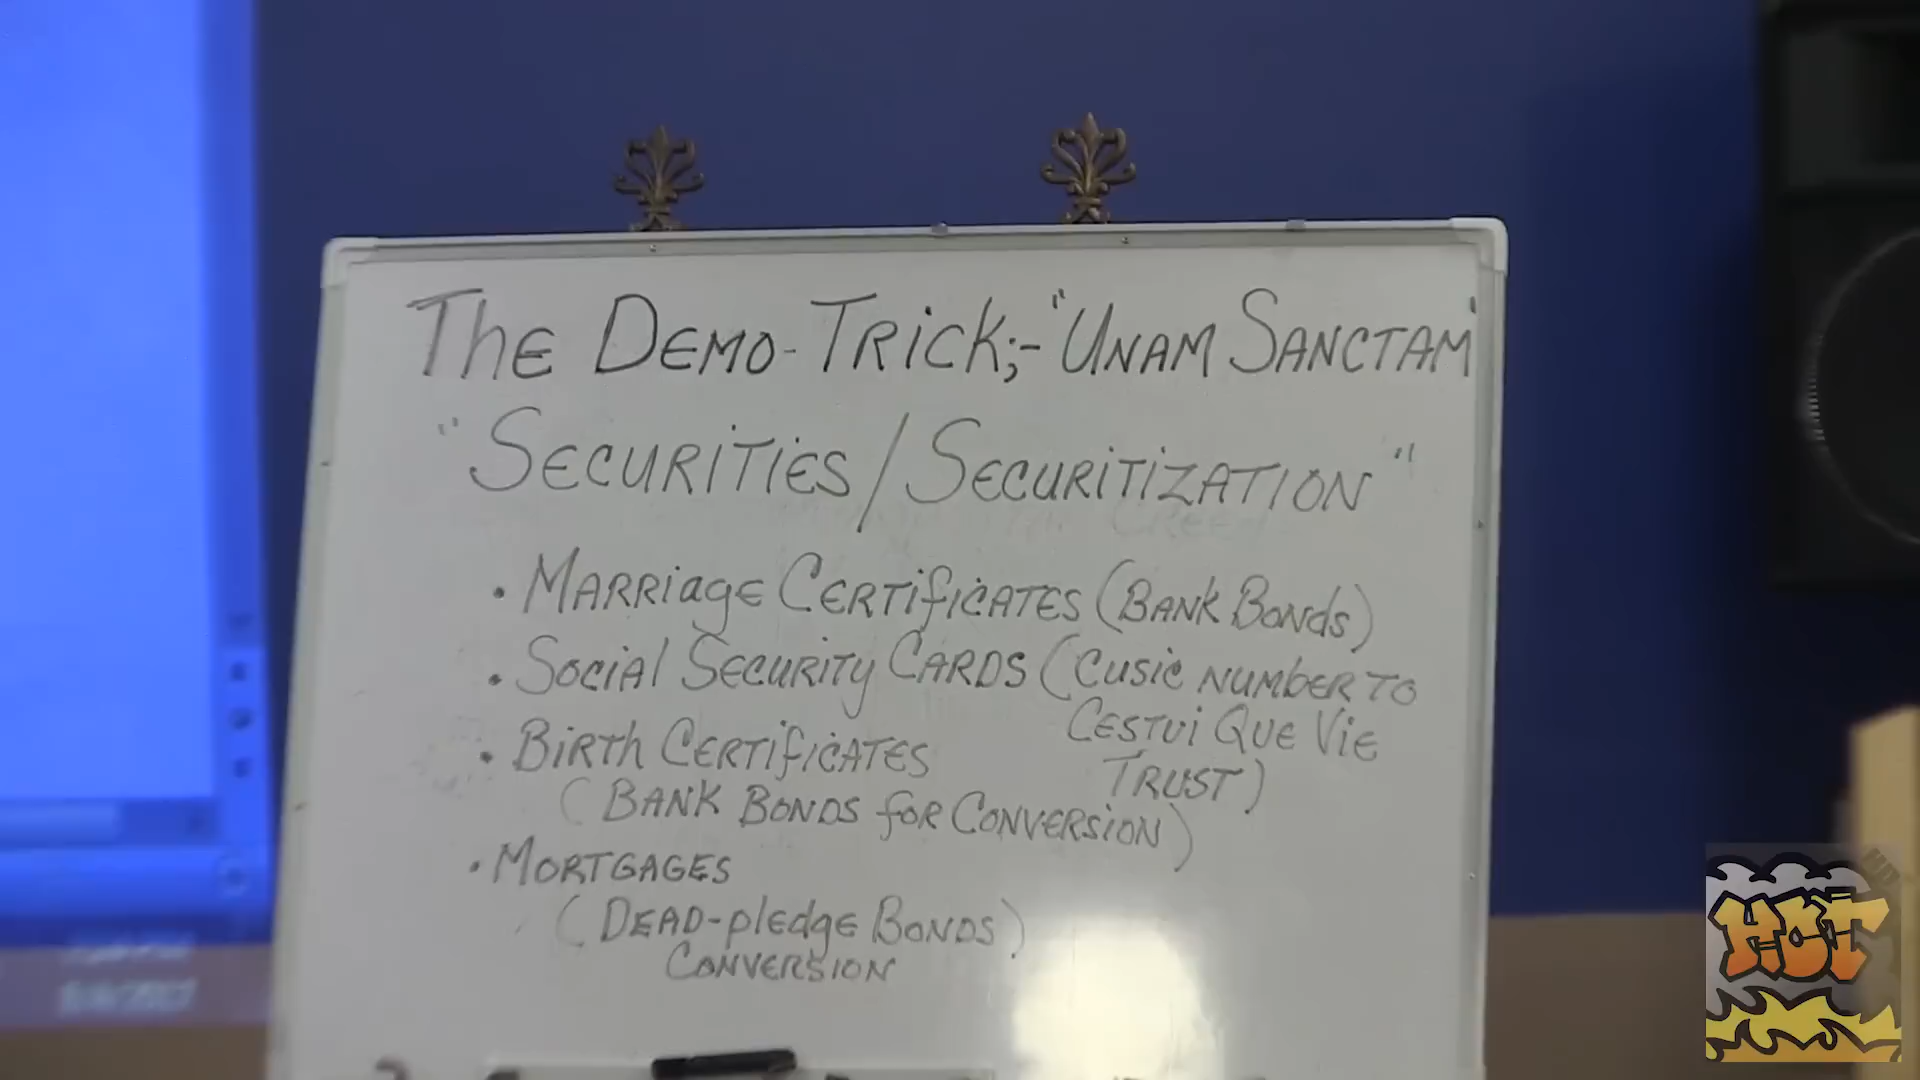 The Demo-Trick;-"Unam Sanctam"
"Securities/Securitization"
• Marriage Certificates (Bank Bonds)
• Social Security Cards (Cusic number to
Cestui Que Vie
Trust)
• Birth Certificates
(Bank Bonds for Conversion)
• Mortgages
(Dead-pledge Bonds)
Conversion
HOT